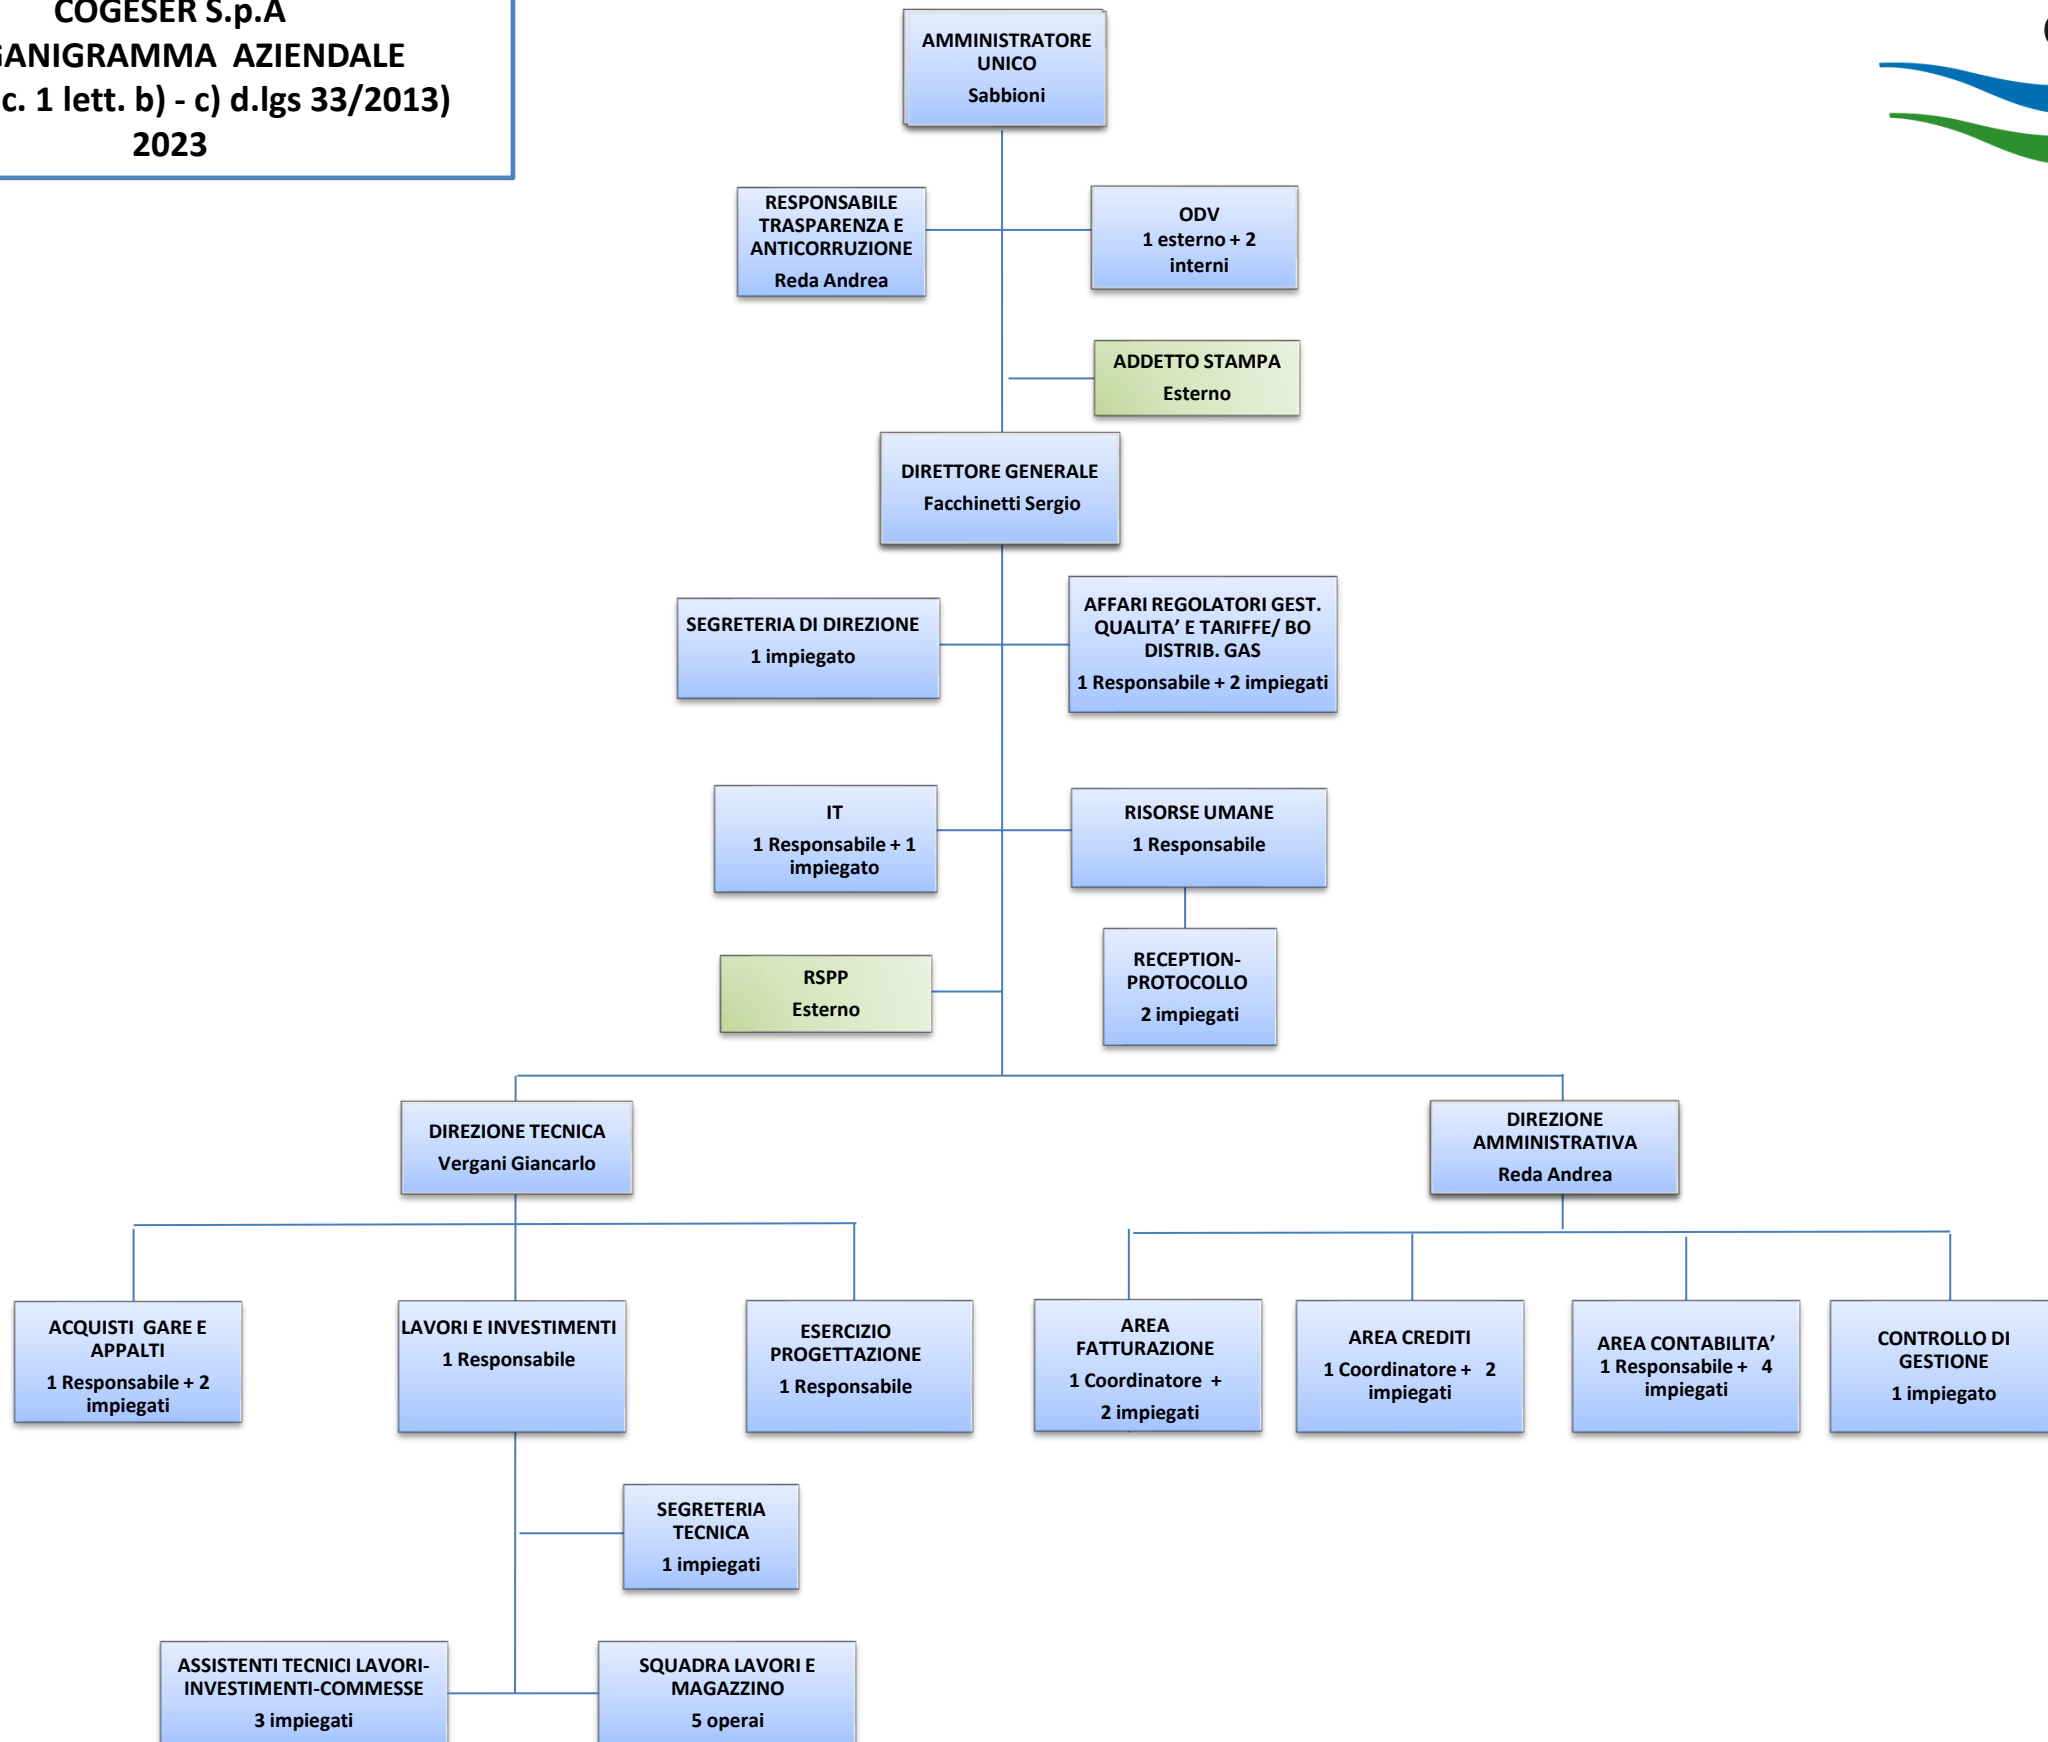 COGESER S.p.A
GANIGRAMMA AZIENDALE
c. 1 lett. b) - c) d.lgs 33/2013)
2023
AMMINISTRATORE
UNICO
Sabbioni
RESPONSABILE
TRASPARENZA E
ANTICORRUZIONE
Reda Andrea
ODV
1 esterno + 2
interni
ADDETTO STAMPA
Esterno
DIRETTORE GENERALE
Facchinetti Sergio
SEGRETERIA DI DIREZIONE
1 impiegato
AFFARI REGOLATORI GEST.
QUALITA’ E TARIFFE/ BO
DISTRIB. GAS
1 Responsabile + 2 impiegati
IT
1 Responsabile + 1
impiegato
RISORSE UMANE
1 Responsabile
RSPP
Esterno
RECEPTION-
PROTOCOLLO
2 impiegati
DIREZIONE TECNICA
Vergani Giancarlo
DIREZIONE
AMMINISTRATIVA
Reda Andrea
ACQUISTI GARE E
APPALTI
1 Responsabile + 2
impiegati
LAVORI E INVESTIMENTI
1 Responsabile
ESERCIZIO
PROGETTAZIONE
1 Responsabile
AREA
FATTURAZIONE
1 Coordinatore +
2 impiegati
AREA CREDITI
1 Coordinatore + 2
impiegati
AREA CONTABILITA’
1 Responsabile + 4
impiegati
CONTROLLO DI
GESTIONE
1 impiegato
SEGRETERIA
TECNICA
1 impiegati
ASSISTENTI TECNICI LAVORI-
INVESTIMENTI-COMMESSE
3 impiegati
SQUADRA LAVORI E
MAGAZZINO
5 operai